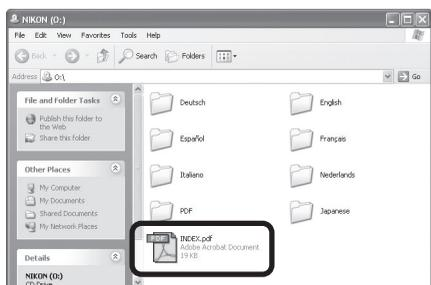 NIKON (O:)
File Edit View Favorites Tools Help
Back Search Folders
Address O:\ Go
File and Folder Tasks
Publish this folder to
the Web
Share this folder
Other Places
My Computer
My Documents
Shared Documents
My Network Places
Details
NIKON (O:)
CD Drive
Deutsch English
Español Français
Italiano Nederlands
PDF Japanese
PDF
INDEX.pdf
Adobe Acrobat Document
19 KB